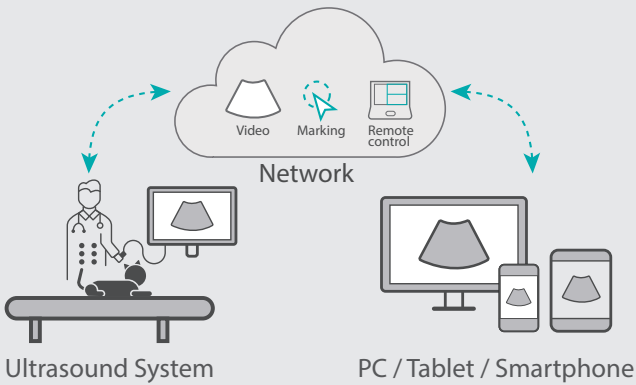 Video
Marking
Remote
control
Network
Ultrasound System
PC / Tablet / Smartphone